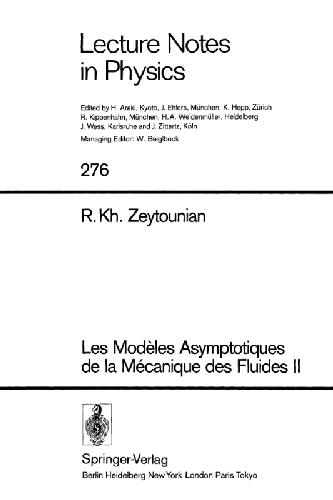 Lecture Notes
in Physics
Edited by H. Araki, Kyoto, J. Ehlers, München, K. Hepp, Zürich
R. Kippenhahn, München, H.A. Weidenmüller, Heidelberg
J. Wess, Karlsruhe and J. Zittartz, Köln
Managing Editor: W. Beiglböck
276
R. Kh. Zeytounian
Les Modèles Asymptotiques
de la Mécanique des Fluides II
Springer-Verlag
Berlin Heidelberg New York London Paris Tokyo